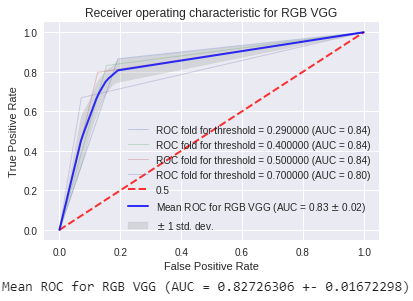 Receiver operating characteristic for RGB VGG
1.0
0.8
0.6
0.4
0.2
0.0
True Positive Rate
ROC fold for threshold = 0.290000 (AUC = 0.84)
ROC fold for threshold = 0.400000 (AUC = 0.84)
ROC fold for threshold = 0.500000 (AUC = 0.84)
ROC fold for threshold = 0.700000 (AUC = 0.80)
0.5
Mean ROC for RGB VGG (AUC = 0.83 ± 0.02)
± 1 std. dev.
0.0 0.2 0.4 0.6 0.8 1.0
False Positive Rate
Mean ROC for RGB VGG (AUC = 0.82726306 +- 0.01672298)